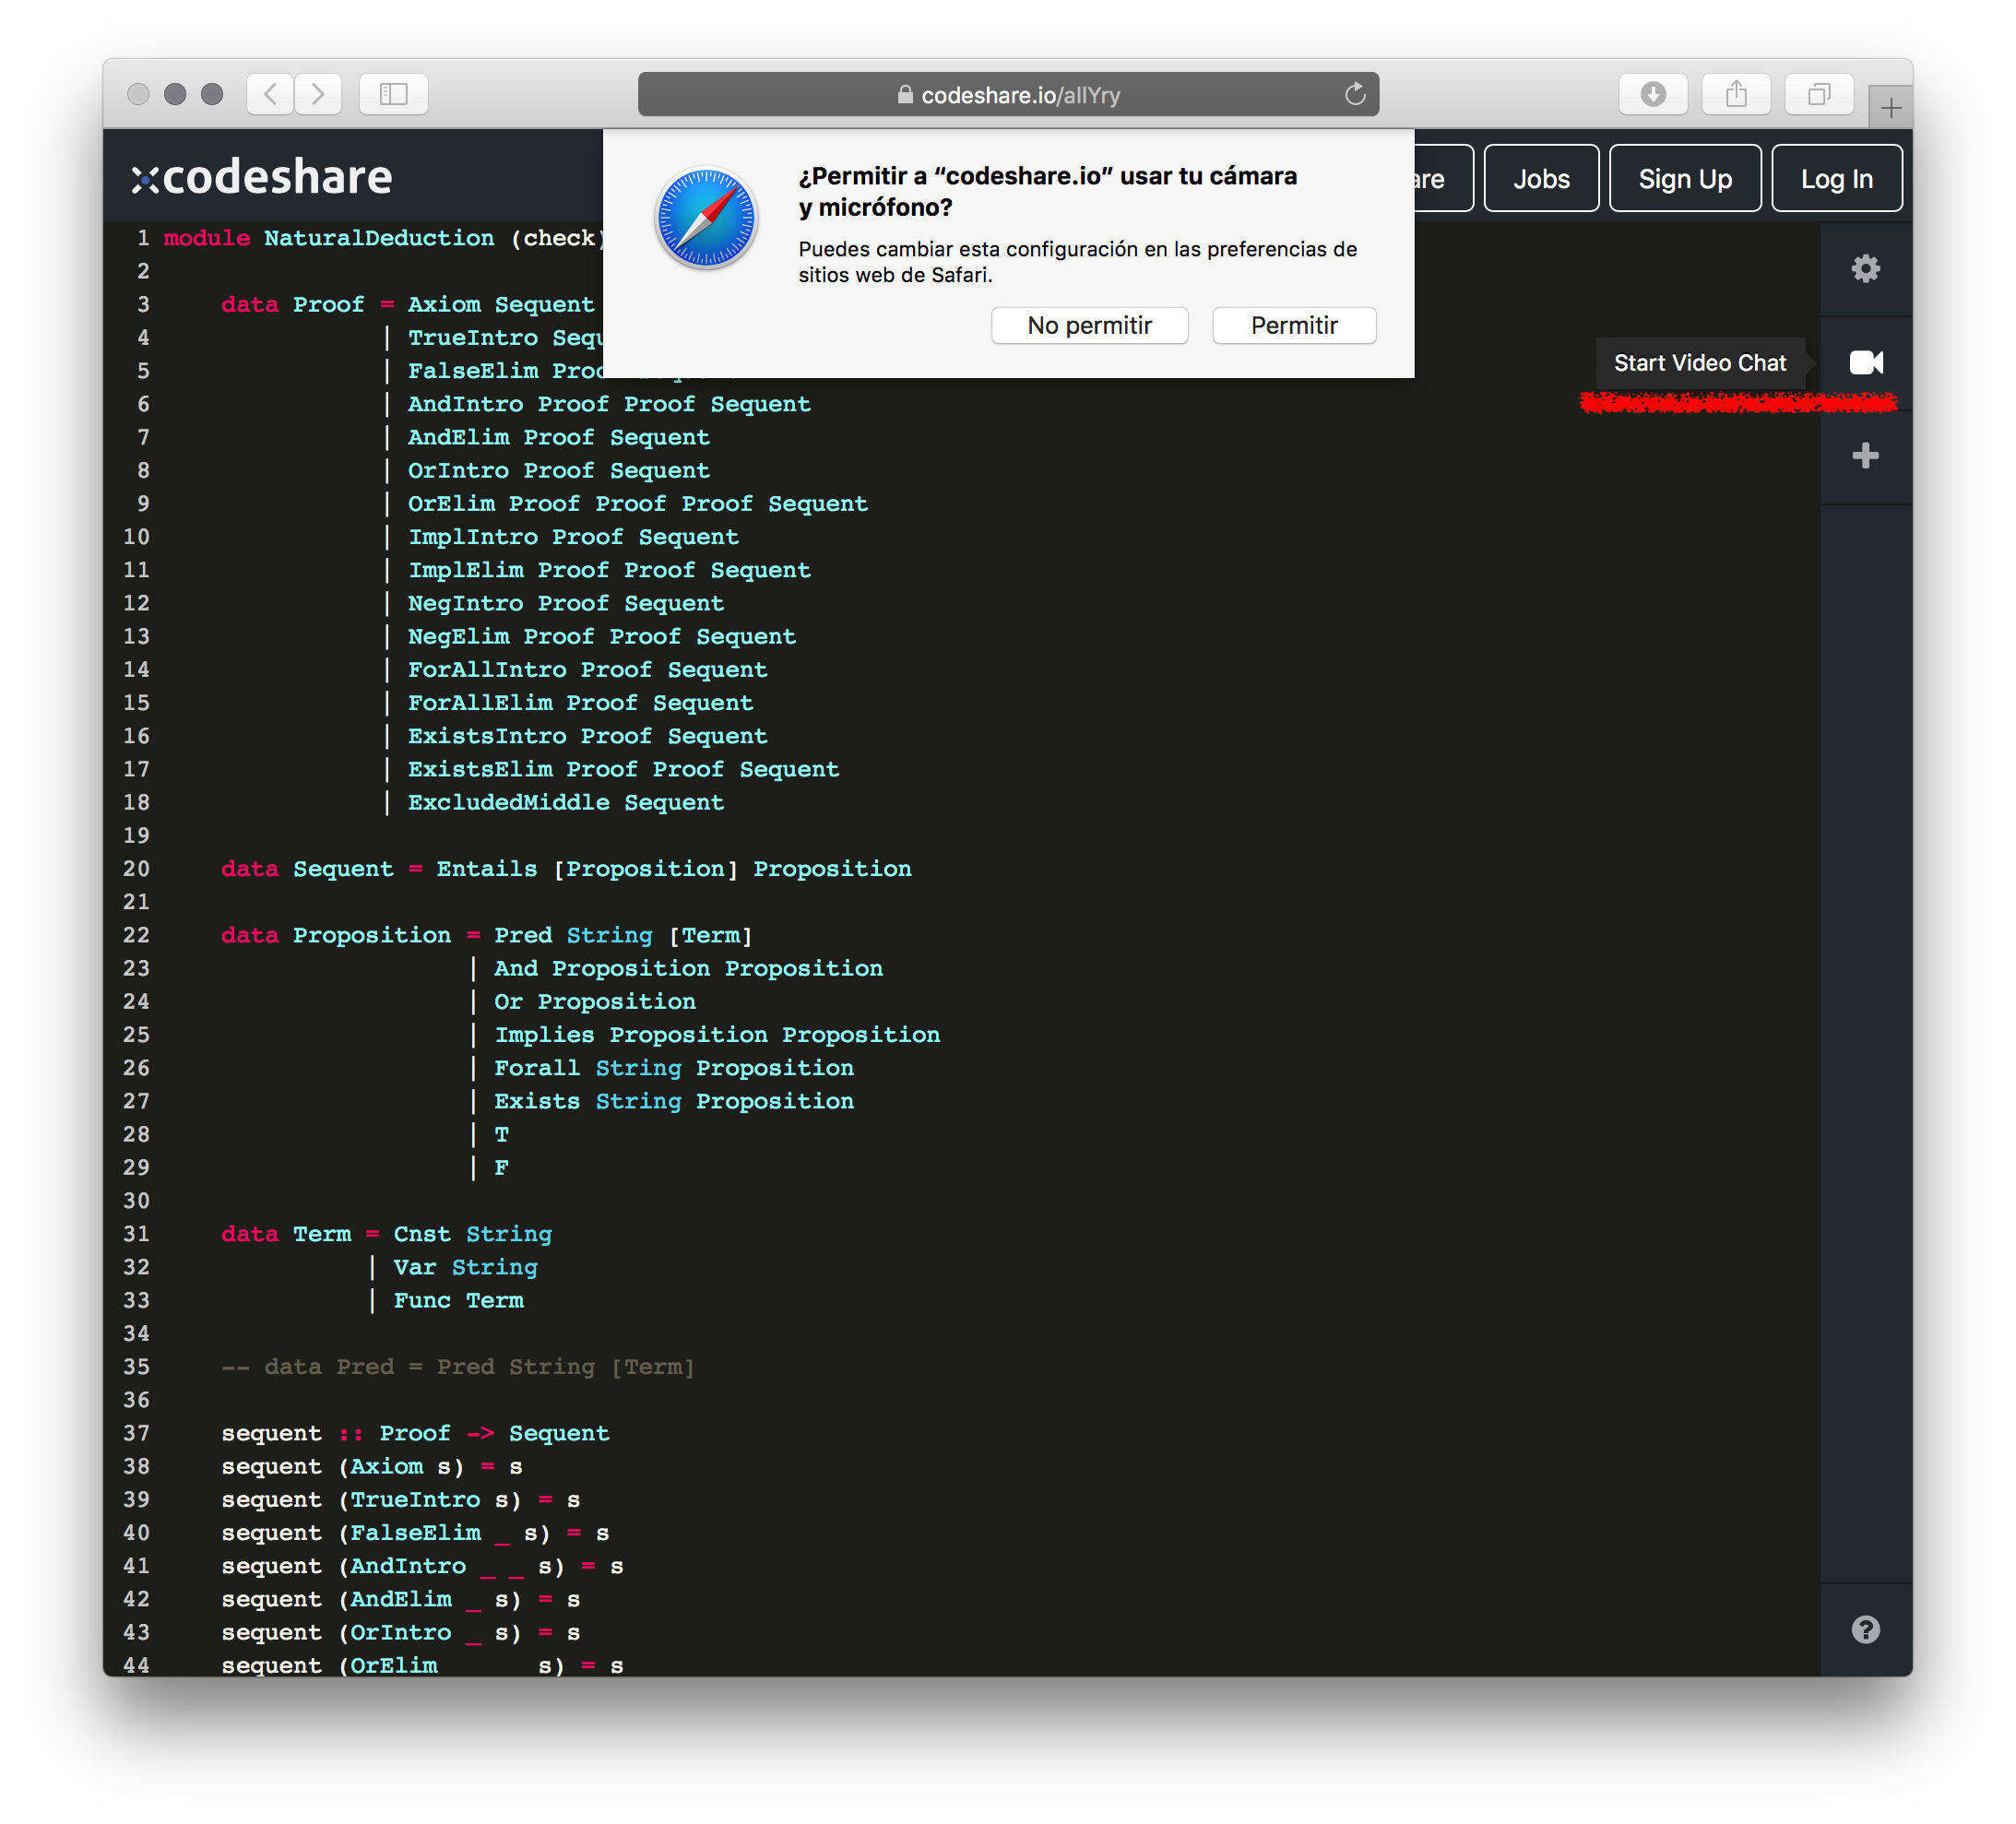 codeshare.io/allYry
codeshare
Jobs
Sign Up
Log In
¿Permitir a “codeshare.io” usar tu cámara
y micrófono?
Puedes cambiar esta configuración en las preferencias de
sitios web de Safari.
No permitir
Permitir
Start Video Chat
1 module NaturalDeduction (check)
2
3 data Proof = Axiom Sequent
4 | TrueIntro
5 | FalseElim
6 | AndIntro Proof Proof Sequent
7 | AndElim Proof Sequent
8 | OrIntro Proof Sequent
9 | OrElim Proof Proof Proof Sequent
10 | ImplIntro Proof Sequent
11 | ImplElim Proof Proof Sequent
12 | NegIntro Proof Sequent
13 | NegElim Proof Proof Sequent
14 | ForAllIntro Proof Sequent
15 | ForAllElim Proof Sequent
16 | ExistsIntro Proof Sequent
17 | ExistsElim Proof Proof Sequent
18 | ExcludedMiddle Sequent
19
20 data Sequent = Entails [Proposition] Proposition
21
22 data Proposition = Pred String [Term]
23 | And Proposition Proposition
24 | Or Proposition
25 | Implies Proposition Proposition
26 | Forall String Proposition
27 | Exists String Proposition
28 | T
29 | F
30
31 data Term = Cnst String
32 | Var String
33 | Func Term
34
35 -- data Pred = Pred String [Term]
36
37 sequent :: Proof -> Sequent
38 sequent (Axiom s) = s
39 sequent (TrueIntro s) = s
40 sequent (FalseElim _ s) = s
41 sequent (AndIntro _ _ s) = s
42 sequent (AndElim _ s) = s
43 sequent (OrIntro _ s) = s
44 sequent (OrElim s) = s